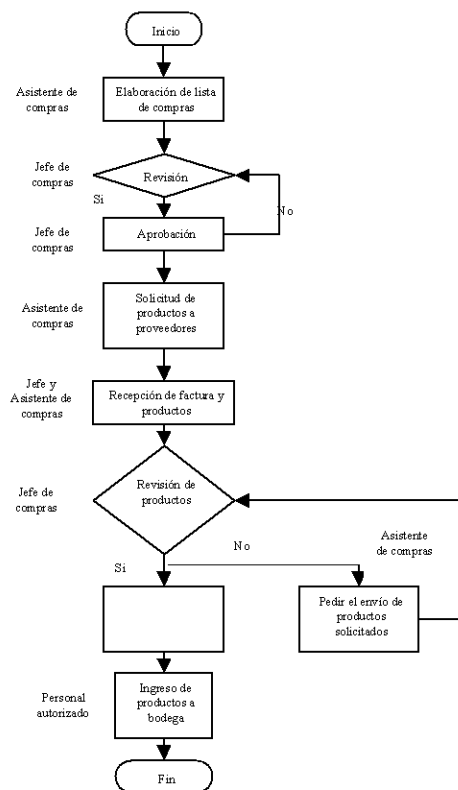 Inicio
Asistente de
compras
Elaboración de lista
de compras
Jefe de
compras
Revisión
Si
No
Jefe de
compras
Aprobación
Asistente de
compras
Solicitud de
productos a
proveedores
Jefe y
Asistente de
compras
Recepción de factura y
productos
Jefe de
compras
Revisión de
productos
Si
No
Asistente
de compras
Pedir el envío de
productos
solicitados
Personal
autorizado
Ingreso de
productos a
bodega
Fin